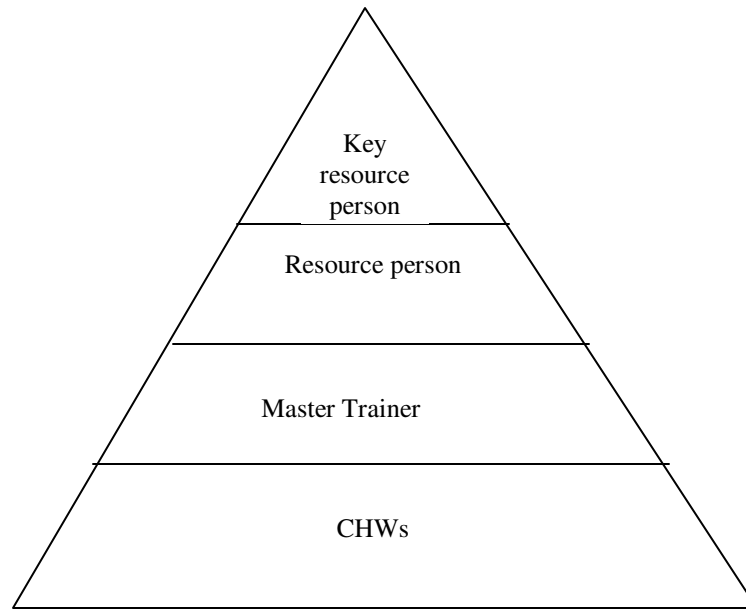 Key
resource
person
Resource person
Master Trainer
CHWs